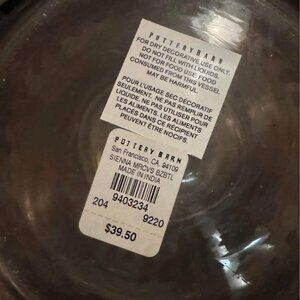 POTTERY BARN
FOR DRY DECORATIVE USE ONLY.
DO NOT FILL WITH LIQUIDS.
NOT FOR FOOD USE. FOOD
CONSUMED FROM THIS VESSEL
MAY BE HARMFUL.
POUR L'USAGE SEC DÉCORATIF
SEULEMENT. NE PAS REMPLIR DE
LIQUIDE. NE PAS UTILISER POUR
LES ALIMENTS. LES ALIMENTS
PLACÉS DANS CE RÉCIPIENT
PEUVENT ÊTRE NOCIFS.
POTTERY BARN
San Francisco, CA. 94109
SIENNA MRCVS BZBTL
MADE IN INDIA
9403234
204 9220
$39.50